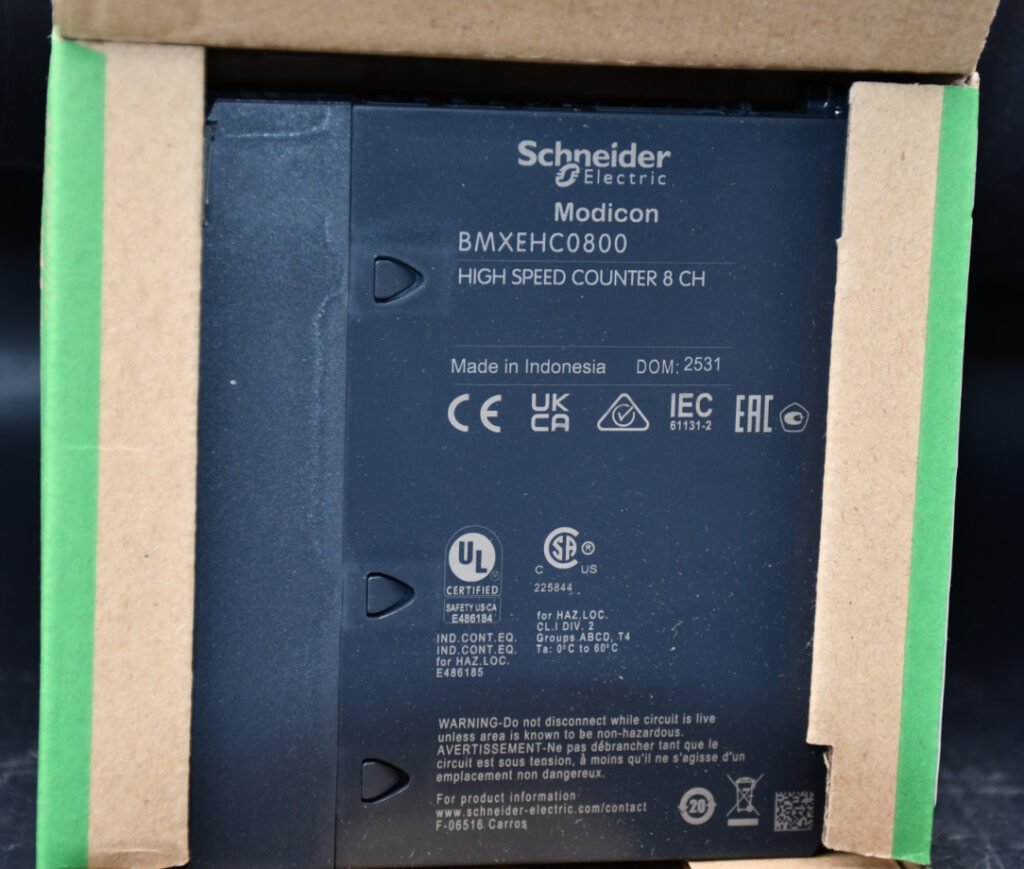 Schneider
Electric
Modicon
BMXEHC0800
HIGH SPEED COUNTER 8 CH
Made in Indonesia DOM: 2531
CE UKCA IEC 61131-2 EAC
UL CERTIFIED
SAFETY US-CA
E486184
IND.CONT.EQ.
IND.CONT.EQ.
for HAZ.LOC.
E486185
SA ®
C US
225844
for HAZ.LOC.
CL.I DIV. 2
Groups ABCD, T4
Ta: 0°C to 60°C
WARNING-Do not disconnect while circuit is live
unless area is known to be non-hazardous.
AVERTISSEMENT-Ne pas débrancher tant que le
circuit est sous tension, à moins qu'il ne s'agisse d'un
emplacement non dangereux.
For product information
www.schneider-electric.com/contact
F-06516 Carros
20